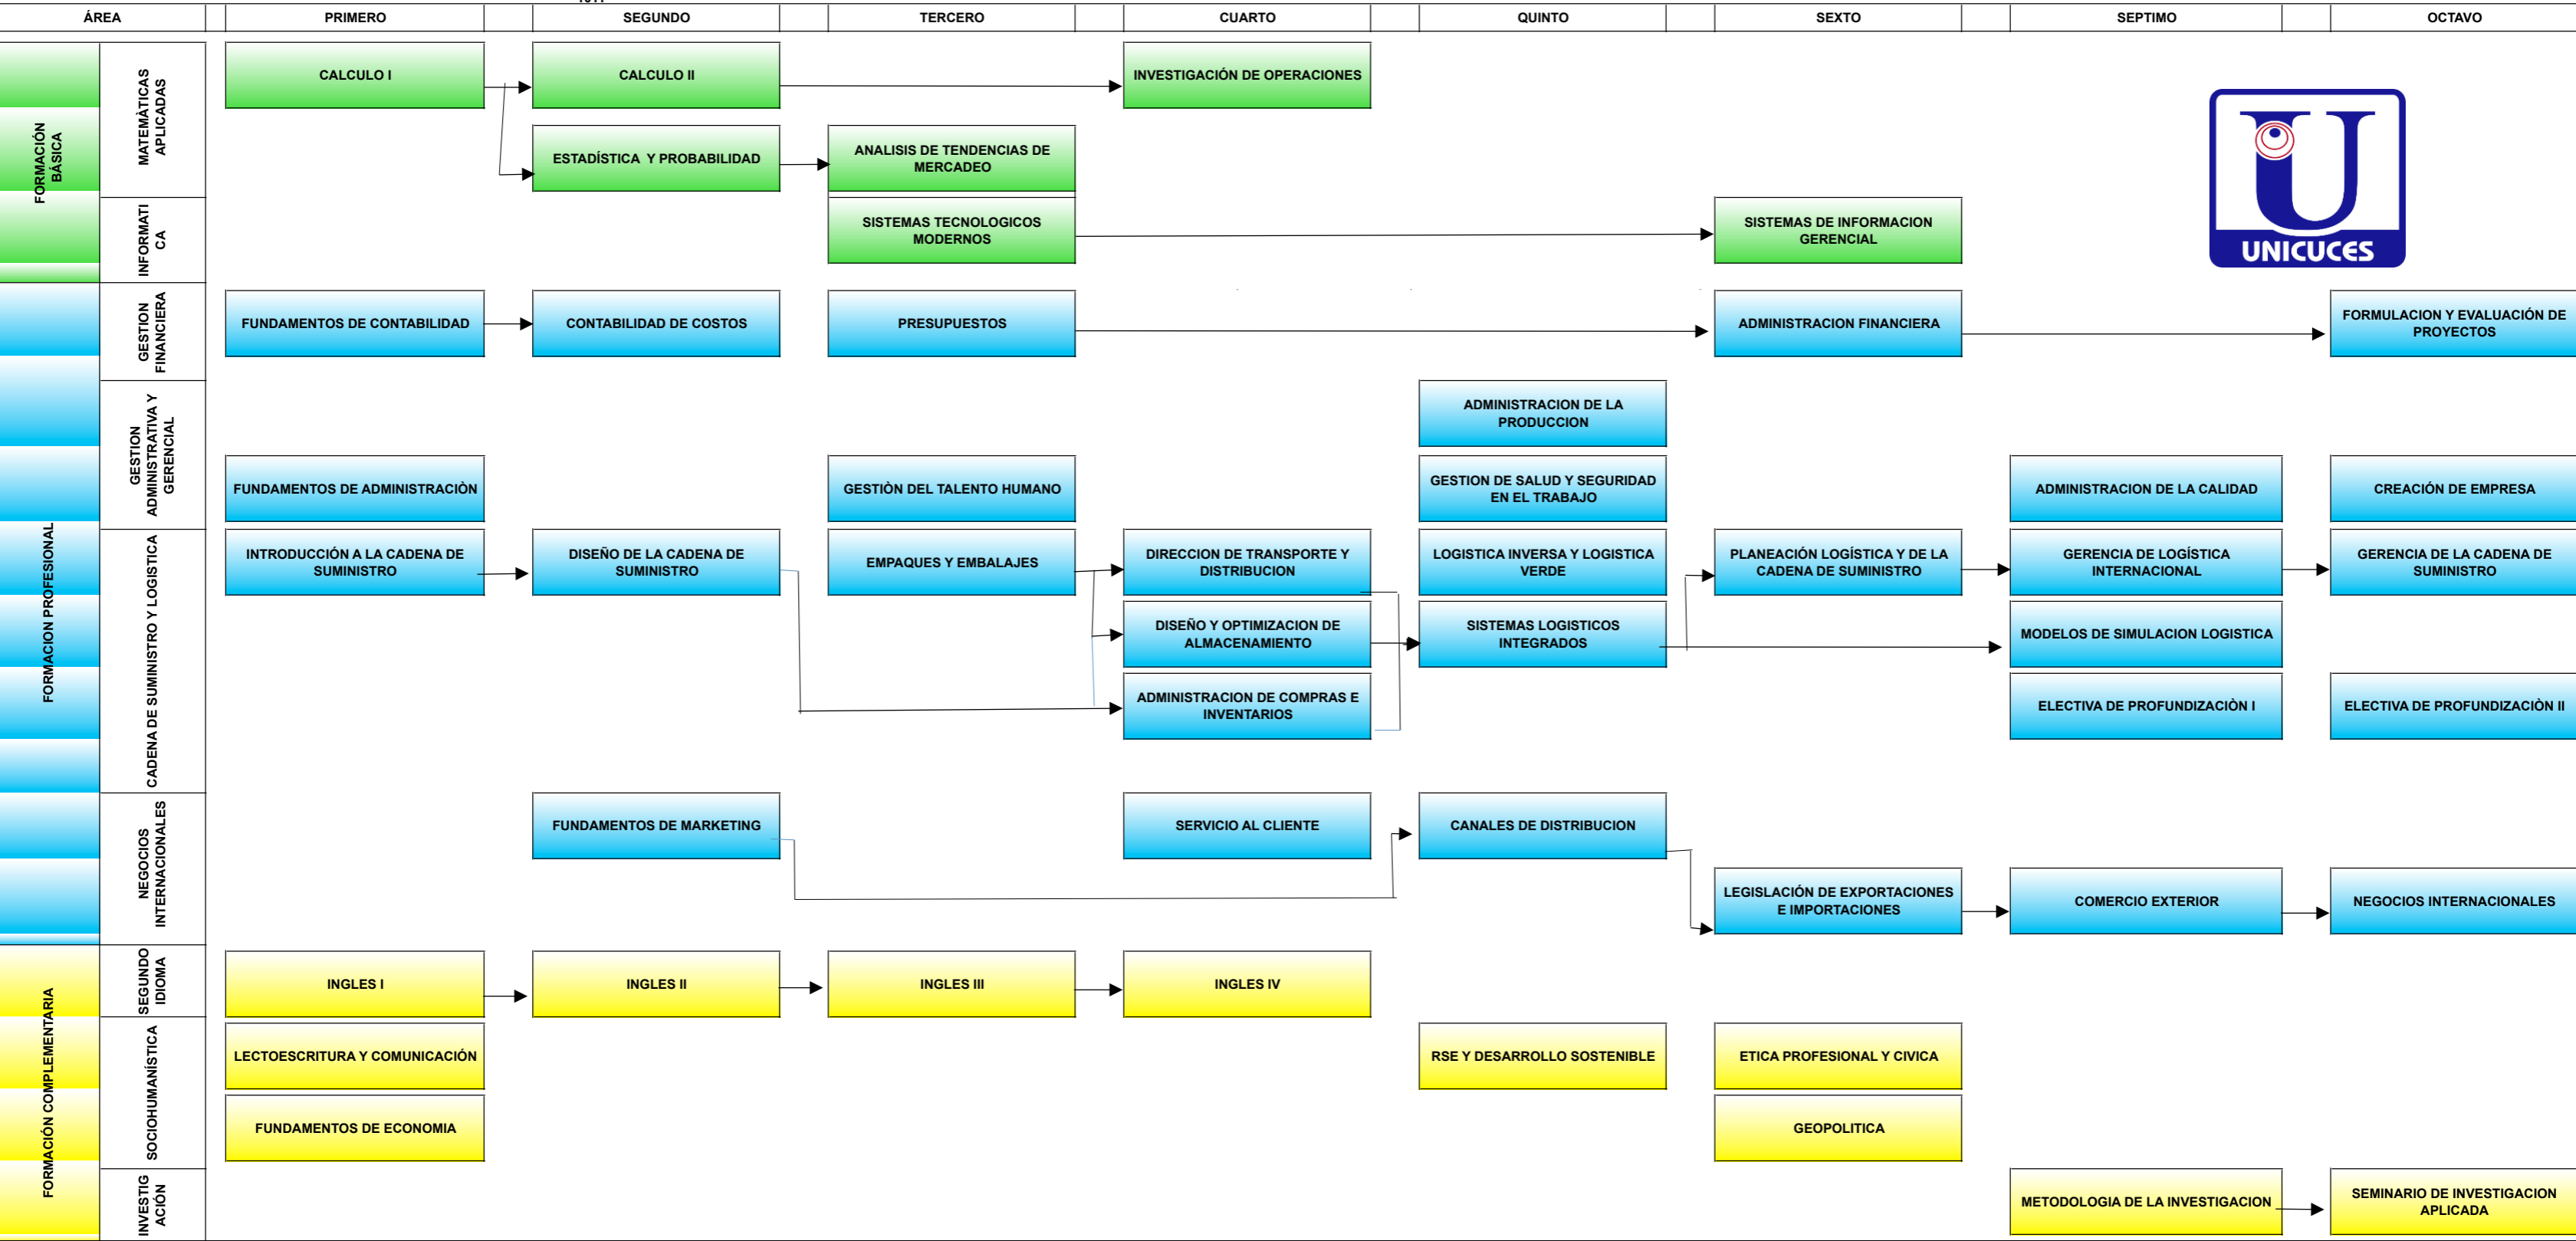 ÁREA
PRIMERO
SEGUNDO
TERCERO
CUARTO
QUINTO
SEXTO
SEPTIMO
OCTAVO
FORMACIÓN
BÁSICA
MATEMÀTICAS
APLICADAS
CALCULO I
CALCULO II
INVESTIGACIÓN DE OPERACIONES
ESTADÍSTICA Y PROBABILIDAD
ANALISIS DE TENDENCIAS DE
MERCADEO
UNICUCES
INFORMATI
CA
SISTEMAS TECNOLOGICOS
MODERNOS
SISTEMAS DE INFORMACION
GERENCIAL
FORMACION PROFESIONAL
GESTION
FINANCIERA
FUNDAMENTOS DE CONTABILIDAD
CONTABILIDAD DE COSTOS
PRESUPUESTOS
ADMINISTRACION FINANCIERA
FORMULACION Y EVALUACIÓN DE
PROYECTOS
GESTION
ADMINISTRATIVA Y
GERENCIAL
ADMINISTRACION DE LA
PRODUCCION
FUNDAMENTOS DE ADMINISTRACIÒN
GESTIÒN DEL TALENTO HUMANO
GESTION DE SALUD Y SEGURIDAD
EN EL TRABAJO
ADMINISTRACION DE LA CALIDAD
CREACIÓN DE EMPRESA
CADENA DE SUMINISTRO Y LOGISTICA
INTRODUCCIÓN A LA CADENA DE
SUMINISTRO
DISEÑO DE LA CADENA DE
SUMINISTRO
EMPAQUES Y EMBALAJES
DIRECCION DE TRANSPORTE Y
DISTRIBUCION
LOGISTICA INVERSA Y LOGISTICA
VERDE
PLANEACIÓN LOGÍSTICA Y DE LA
CADENA DE SUMINISTRO
GERENCIA DE LOGÍSTICA
INTERNACIONAL
GERENCIA DE LA CADENA DE
SUMINISTRO
DISEÑO Y OPTIMIZACION DE
ALMACENAMIENTO
SISTEMAS LOGISTICOS
INTEGRADOS
MODELOS DE SIMULACION LOGISTICA
ADMINISTRACION DE COMPRAS E
INVENTARIOS
ELECTIVA DE PROFUNDIZACIÒN I
ELECTIVA DE PROFUNDIZACIÒN II
NEGOCIOS
INTERNACIONALES
FUNDAMENTOS DE MARKETING
SERVICIO AL CLIENTE
CANALES DE DISTRIBUCION
LEGISLACIÓN DE EXPORTACIONES
E IMPORTACIONES
COMERCIO EXTERIOR
NEGOCIOS INTERNACIONALES
FORMACIÓN COMPLEMENTARIA
SEGUNDO
IDIOMA
INGLES I
INGLES II
INGLES III
INGLES IV
SOCIOHUMANÍSTICA
LECTOESCRITURA Y COMUNICACIÓN
RSE Y DESARROLLO SOSTENIBLE
ETICA PROFESIONAL Y CIVICA
FUNDAMENTOS DE ECONOMIA
GEOPOLITICA
INVESTIG
ACIÓN
METODOLOGIA DE LA INVESTIGACION
SEMINARIO DE INVESTIGACION
APLICADA